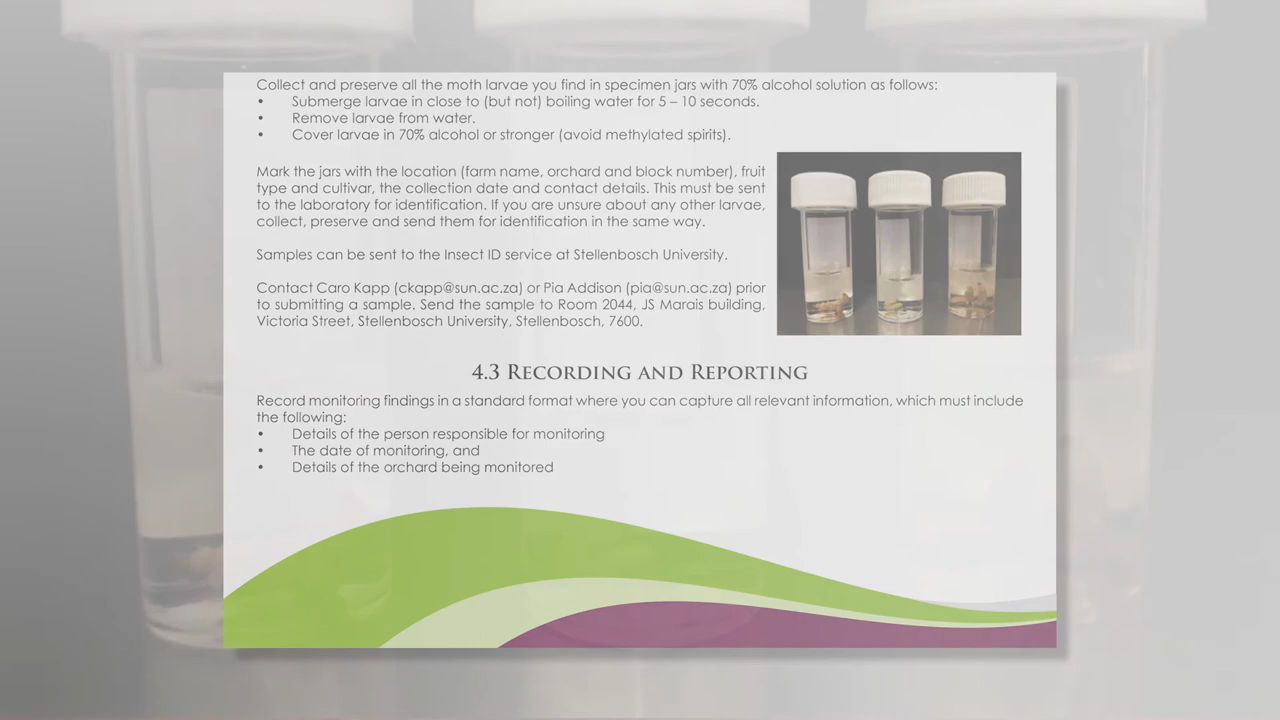 Collect and preserve all the moth larvae you find in specimen jars with 70% alcohol solution as follows:
• Submerge larvae in close to (but not) boiling water for 5 – 10 seconds.
• Remove larvae from water.
• Cover larvae in 70% alcohol or stronger (avoid methylated spirits).
Mark the jars with the location (farm name, orchard and block number), fruit
type and cultivar, the collection date and contact details. This must be sent
to the laboratory for identification. If you are unsure about any other larvae,
collect, preserve and send them for identification in the same way.
Samples can be sent to the Insect ID service at Stellenbosch University.
Contact Caro Kapp (ckapp@sun.ac.za) or Pia Addison (pia@sun.ac.za) prior
to submitting a sample. Send the sample to Room 2044, JS Marais building,
Victoria Street, Stellenbosch University, Stellenbosch, 7600.
4.3 Recording and Reporting
Record monitoring findings in a standard format where you can capture all relevant information, which must include
the following:
• Details of the person responsible for monitoring
• The date of monitoring, and
• Details of the orchard being monitored